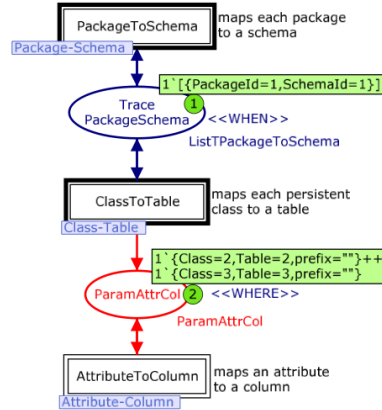 PackageToSchema
maps each package
to a schema
Package-Schema
1`[{PackageId=1,SchemaId=1}]
1
Trace
PackageSchema
<<WHEN>>
ListTPackageToSchema
ClassToTable
maps each persistent
class to a table
Class-Table
1`{Class=2,Table=2,prefix=""}++
1`{Class=3,Table=3,prefix=""}
ParamAttrCol
2
<<WHERE>>
ParamAttrCol
AttributeToColumn
maps an attribute
to a column
Attribute-Column